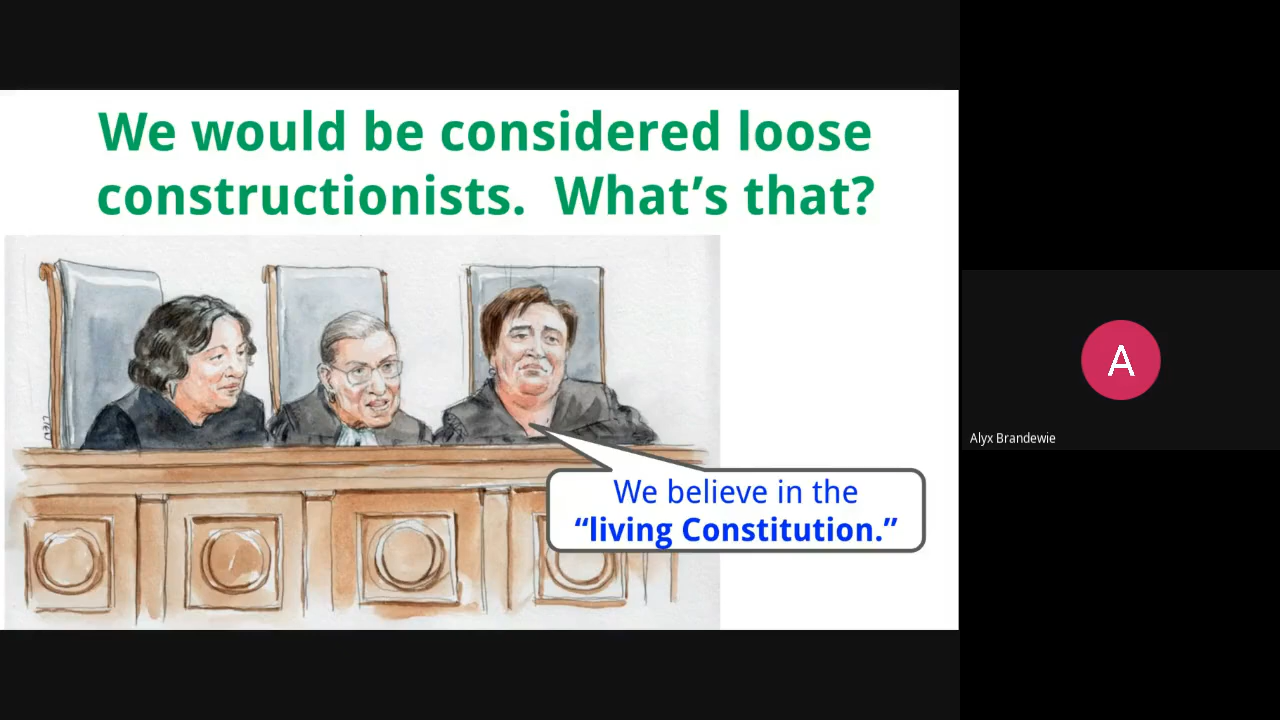 We would be considered loose
constructionists.  What's that?
We believe in the
“living Constitution.”
A
Alyx Brandewie